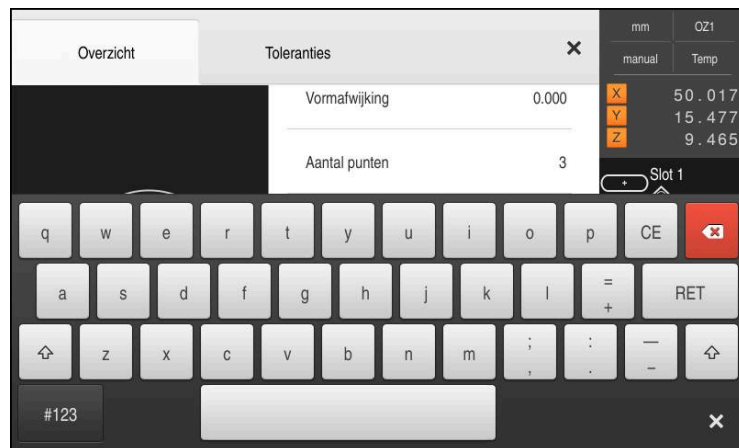 Overzicht Toleranties ×
mm OZ1
manual Temp
Vormafwijking 0.000
X 50.017
Y 15.477
Z 9.465
Aantal punten 3
Slot 1
q w e r t y u i o p CE
a s d f g h j k l = + RET
z x c v b n m ; , : . — –
#123 ×